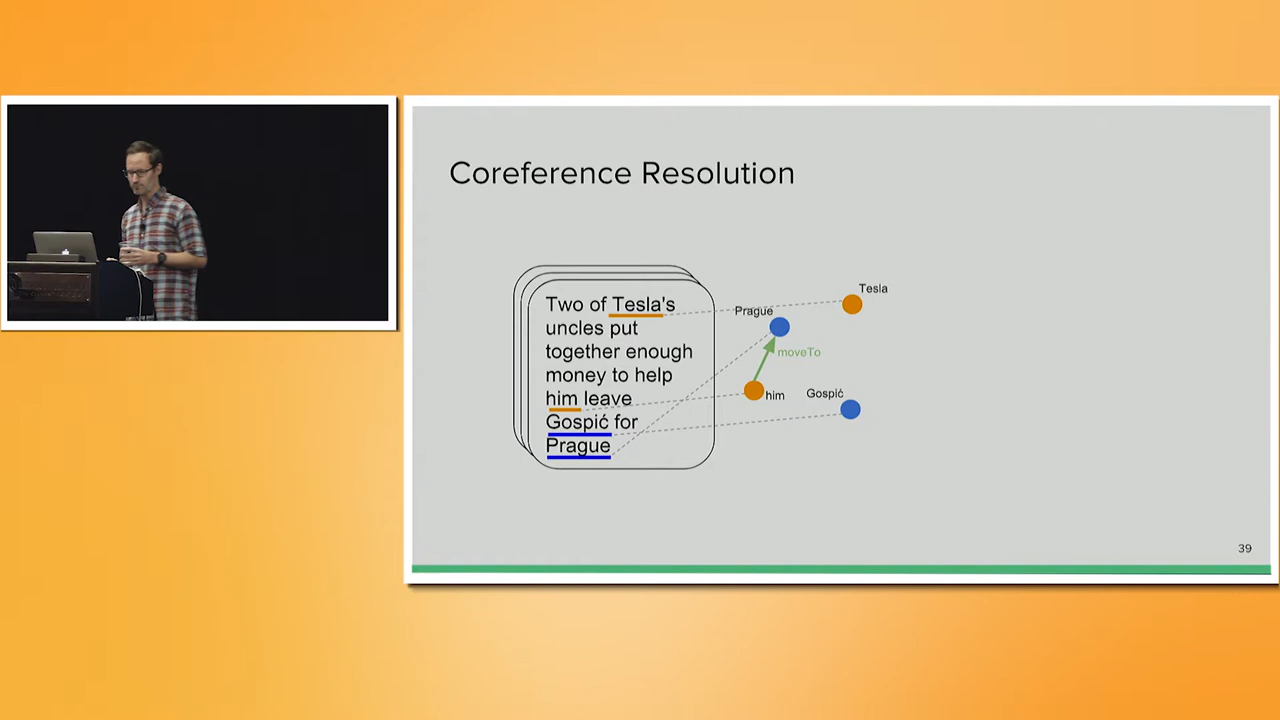 Coreference Resolution
Two of Tesla's
uncles put
together enough
money to help
him leave
Gospić for
Prague
Tesla
Prague
moveTo
him
Gospić
39